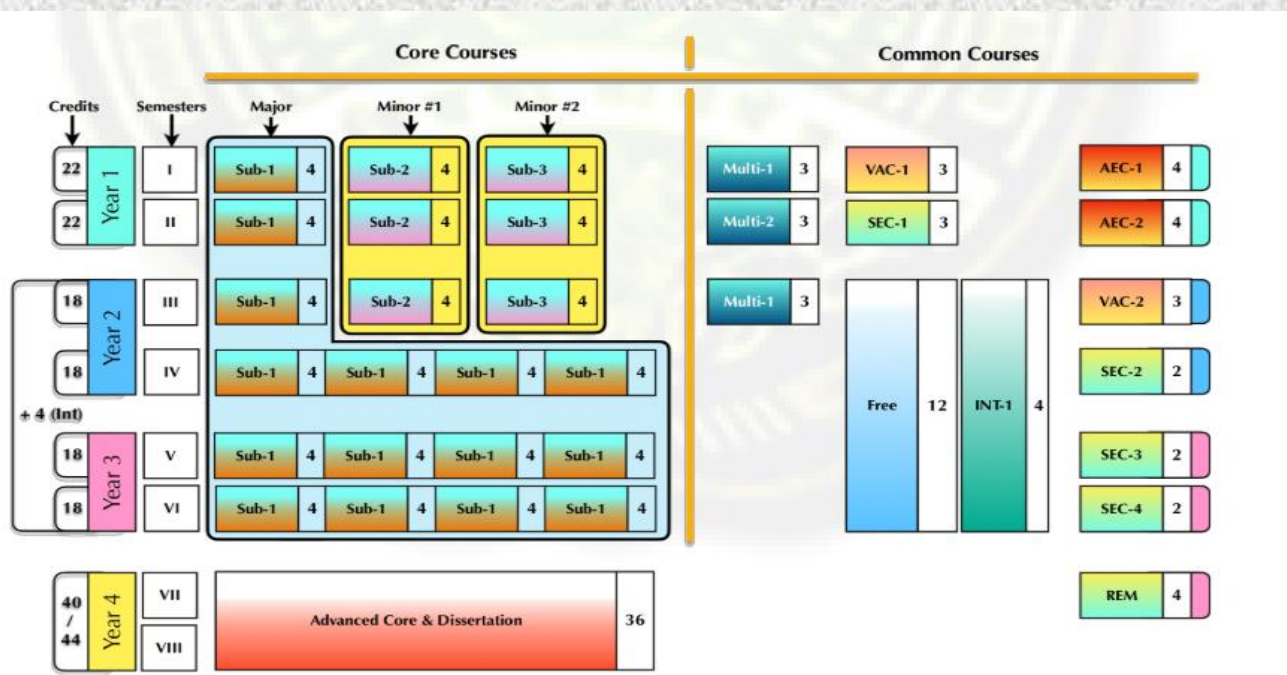 Core Courses Common Courses
Credits Semesters Major Minor #1 Minor #2
22 I Sub-1 4 Sub-2 4 Sub-3 4 Multi-1 3 VAC-1 3 AEC-1 4
Year 1
22 II Sub-1 4 Sub-2 4 Sub-3 4 Multi-2 3 SEC-1 3 AEC-2 4
18 III Sub-1 4 Sub-2 4 Sub-3 4 Multi-1 3 VAC-2 3
Year 2
18 IV Sub-1 4 Sub-1 4 Sub-1 4 Sub-1 4 SEC-2 2
+ 4 (Int) Free 12 INT-1 4
18 V Sub-1 4 Sub-1 4 Sub-1 4 Sub-1 4 SEC-3 2
Year 3
18 VI Sub-1 4 Sub-1 4 Sub-1 4 Sub-1 4 SEC-4 2
40 / 44 Year 4 VII Advanced Core & Dissertation 36 REM 4
VIII